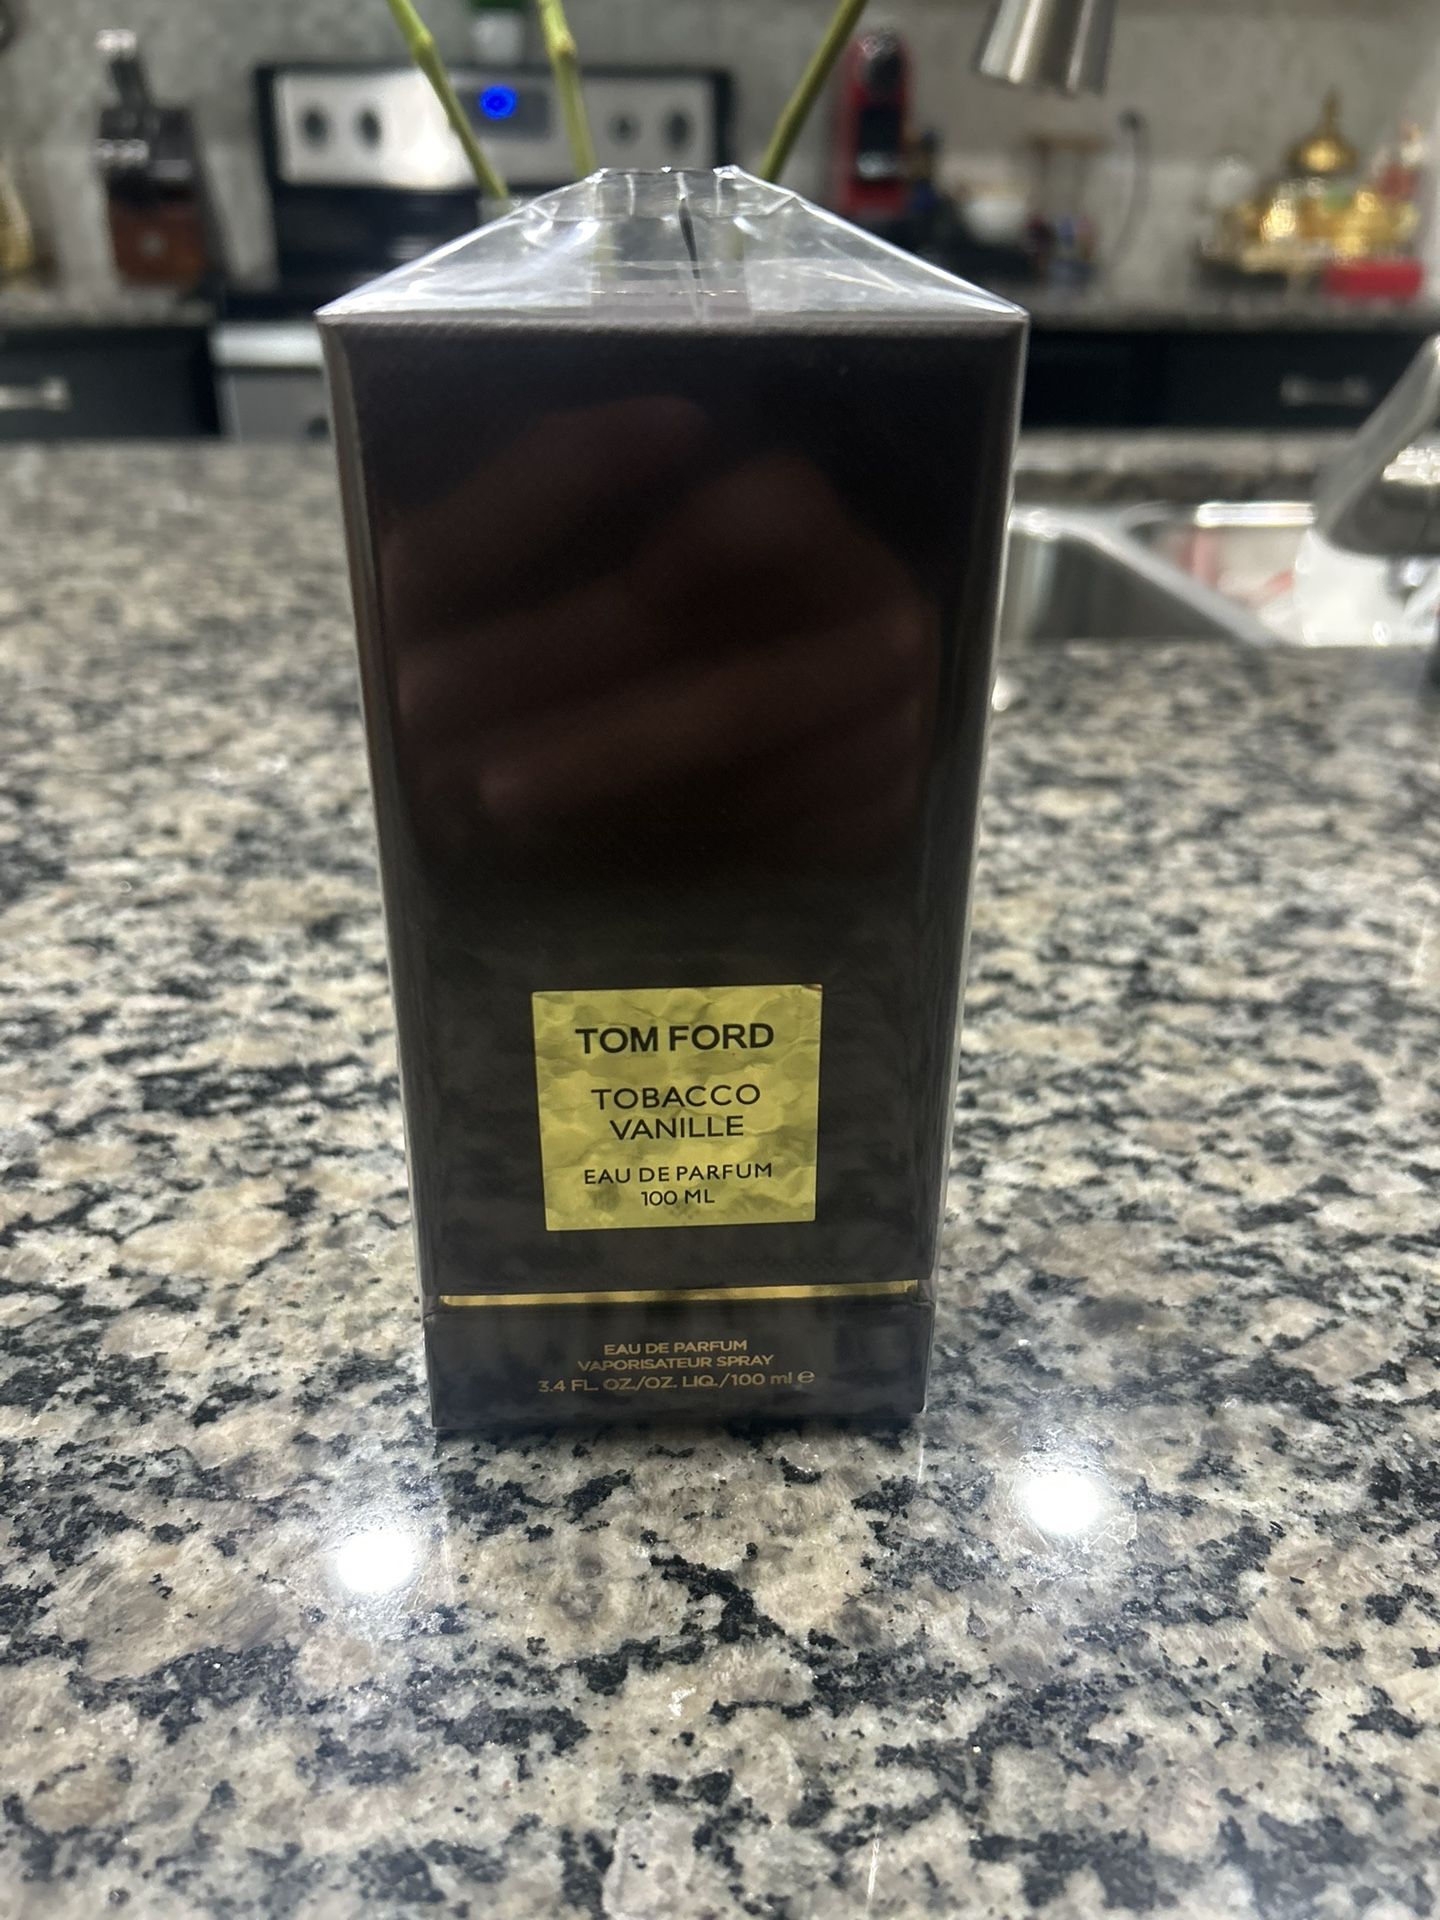 TOM FORD
TOBACCO
VANILLE
EAU DE PARFUM
100 ML
EAU DE PARFUM
VAPORISATEUR SPRAY
3.4 FL. OZ./OZ. LIQ./100 ml ℮